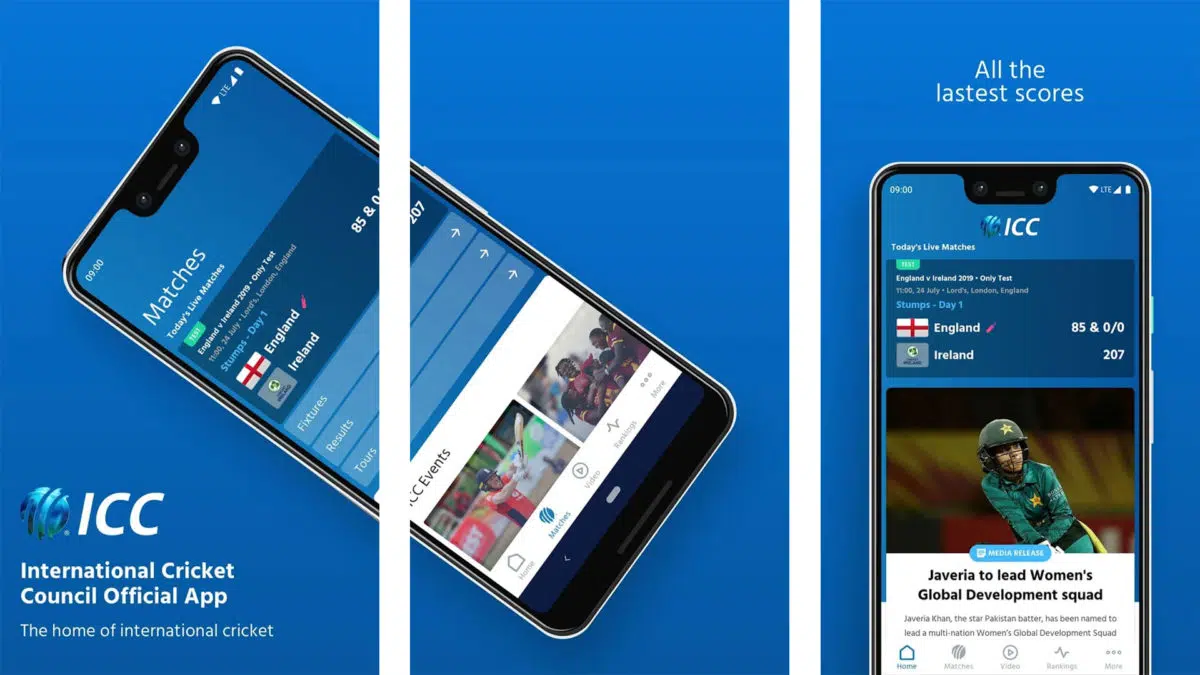 ICC
International Cricket
Council Official App
The home of international cricket
09:00
LTE
Matches
Today's Live Matches
TEST
England v Ireland 2019 • Only Test
11:00, 24 July • Lord's, London, England
Stumps - Day 1
England
85 & 0/
Ireland
207
Fixtures
Results
Tours
ICC Events
Home
Matches
Video
Rankings
More
All the
lastest scores
09:00
LTE
ICC
Today's Live Matches
TEST
England v Ireland 2019 • Only Test
11:00, 24 July • Lord's, London, England
Stumps - Day 1
England 85 & 0/0
Ireland 207
MEDIA RELEASE
Javeria to lead Women's
Global Development squad
Javeria Khan, the star Pakistan batter, has been named to
lead a multi-nation Women's Global Development Squad
Home Matches Video Rankings More